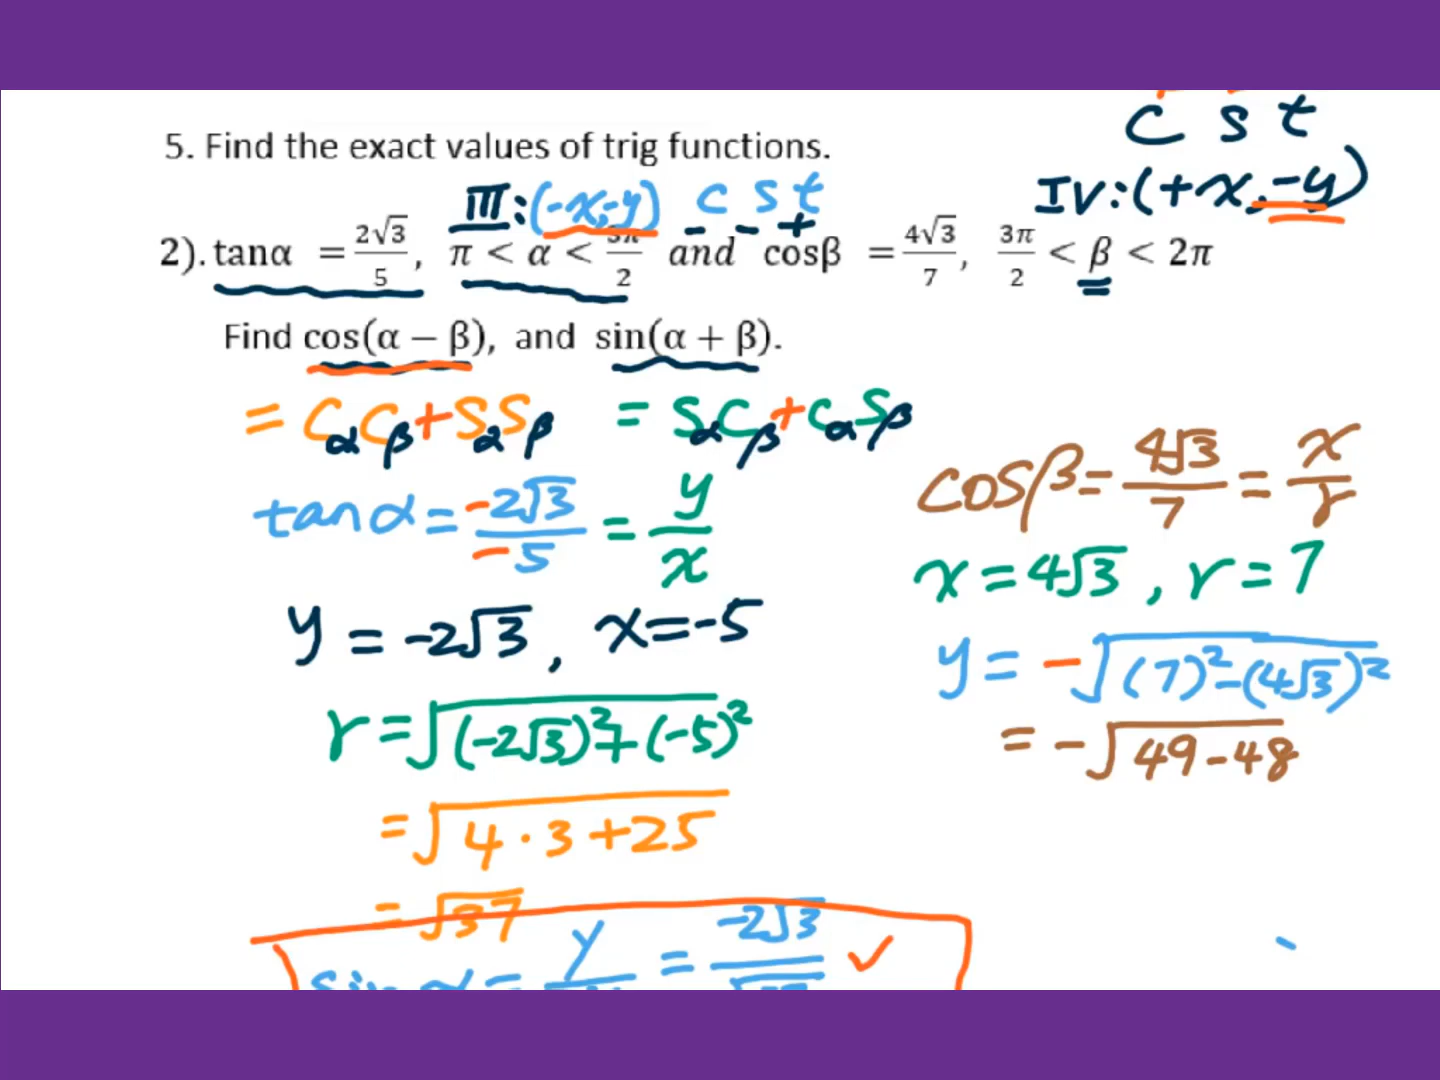 C S t
5. Find the exact values of trig functions.
III:(-x,-y) C S t
- - +
IV:(+x,-y)
2). tanα = 2√3/5, π < α < 3π/2 and cosβ = 4√3/7, 3π/2 < β < 2π
Find cos(α − β), and sin(α + β).
= CαCβ+SαSβ = SαCβ+CαSβ
tanα = -2√3/-5 = y/x
cosβ = 4√3/7 = x/r
y = -2√3, x=-5
x = 4√3, r = 7
r = √(-2√3)²+(-5)²
y = -√(7)²-(4√3)²
= √4·3+25
= -√49-48
= √37
sin α = y = -2√3 ✓